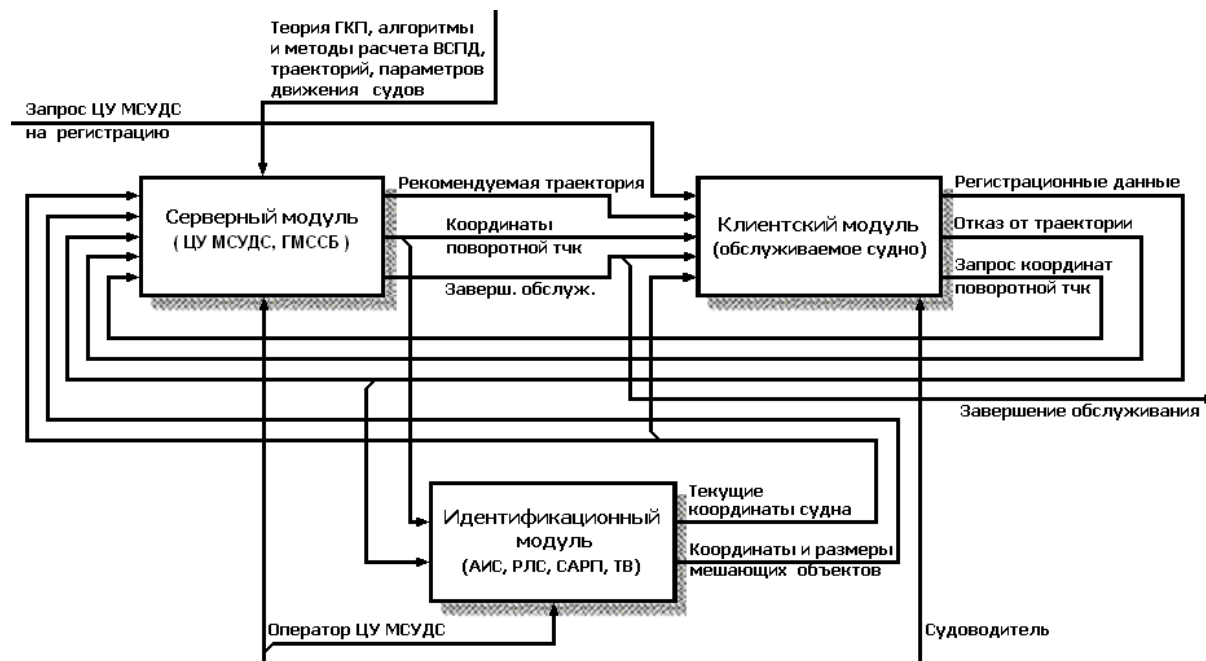 Теория ГКП, алгоритмы
и методы расчета ВСПД,
траекторий, параметров
движения судов
Запрос ЦУ МСУДС
на регистрацию
Серверный модуль
( ЦУ МСУДС, ГМССБ )
Рекомендуемая траектория
Координаты
поворотной тчк
Заверш. обслуж.
Клиентский модуль
(обслуживаемое судно)
Регистрационные данные
Отказ от траектории
Запрос координат
поворотной тчк
Завершение обслуживания
Идентификационный
модуль
(АИС, РЛС, САРП, ТВ)
Текущие
координаты судна
Координаты и размеры
мешающих объектов
Оператор ЦУ МСУДС
Судоводитель